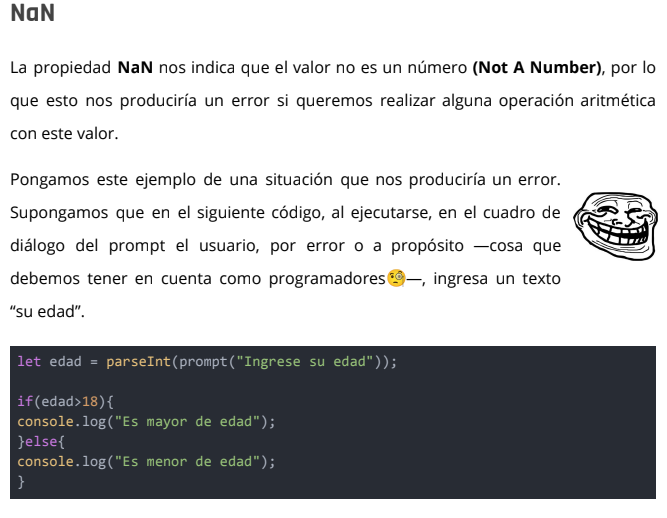 NaN
La propiedad NaN nos indica que el valor no es un número (Not A Number), por lo
que esto nos produciría un error si queremos realizar alguna operación aritmética
con este valor.
Pongamos este ejemplo de una situación que nos produciría un error.
Supongamos que en el siguiente código, al ejecutarse, en el cuadro de
diálogo del prompt el usuario, por error o a propósito —cosa que
debemos tener en cuenta como programadores🧐—, ingresa un texto
“su edad”.
let edad = parseInt(prompt("Ingrese su edad"));
if(edad>18){
console.log("Es mayor de edad");
}else{
console.log("Es menor de edad");
}